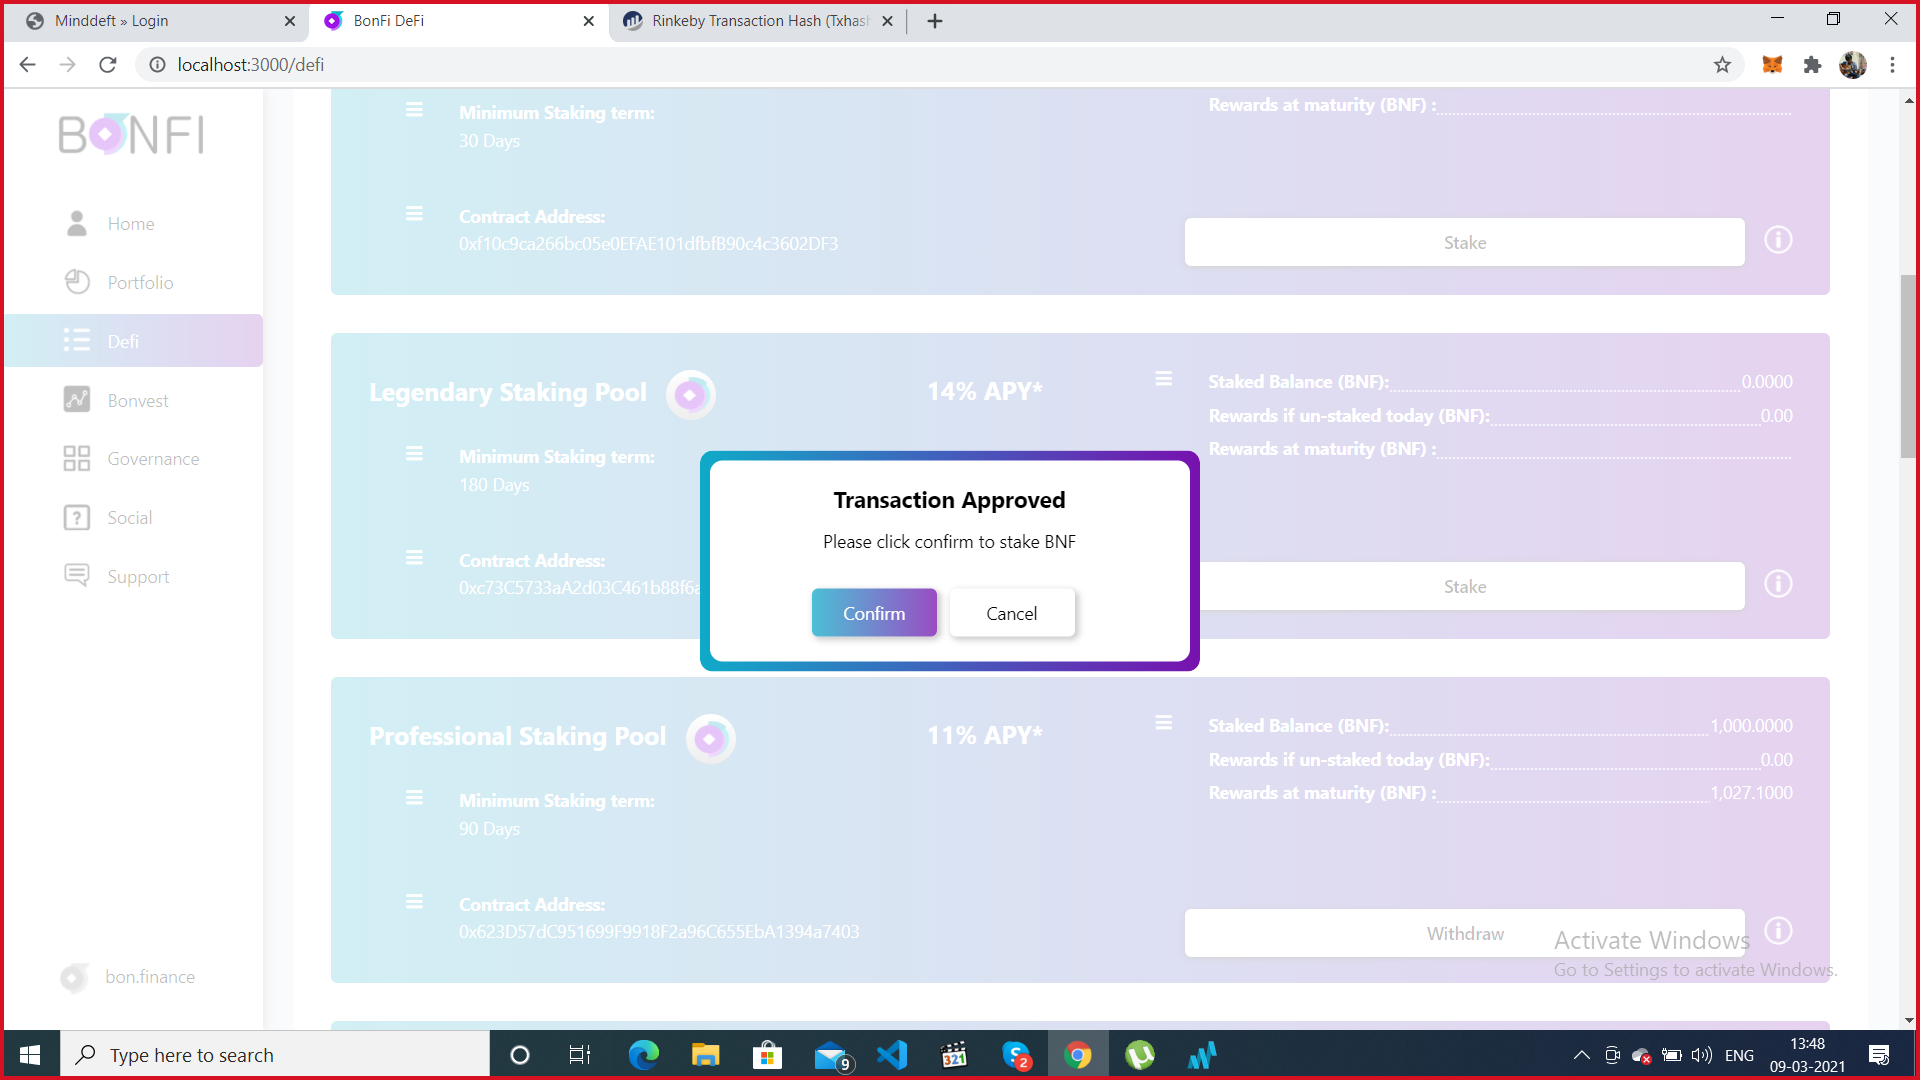 Minddeft » Login
BonFi DeFi
Rinkeby Transaction Hash (Txhash
localhost:3000/defi
BONFI
Home
Portfolio
Defi
Bonvest
Governance
Social
Support
bon.finance
Minimum Staking term:
30 Days
Contract Address:
0xf10c9ca266bc05e0EFAE101dfbfB90c4c3602DF3
Rewards at maturity (BNF) :
Stake
Legendary Staking Pool
14% APY*
Minimum Staking term:
180 Days
Contract Address:
0xc73C5733aA2d03C461b88f6a
Staked Balance (BNF): 0.0000
Rewards if un-staked today (BNF): 0.00
Rewards at maturity (BNF) :
Stake
Transaction Approved
Please click confirm to stake BNF
Confirm
Cancel
Professional Staking Pool
11% APY*
Minimum Staking term:
90 Days
Contract Address:
0x623D57dC951699F9918F2a96C655EbA1394a7403
Staked Balance (BNF): 1,000.0000
Rewards if un-staked today (BNF): 0.00
Rewards at maturity (BNF) : 1,027.1000
Withdraw
Activate Windows
Go to Settings to activate Windows.
Type here to search
9
321
2
ENG
13:48
09-03-2021